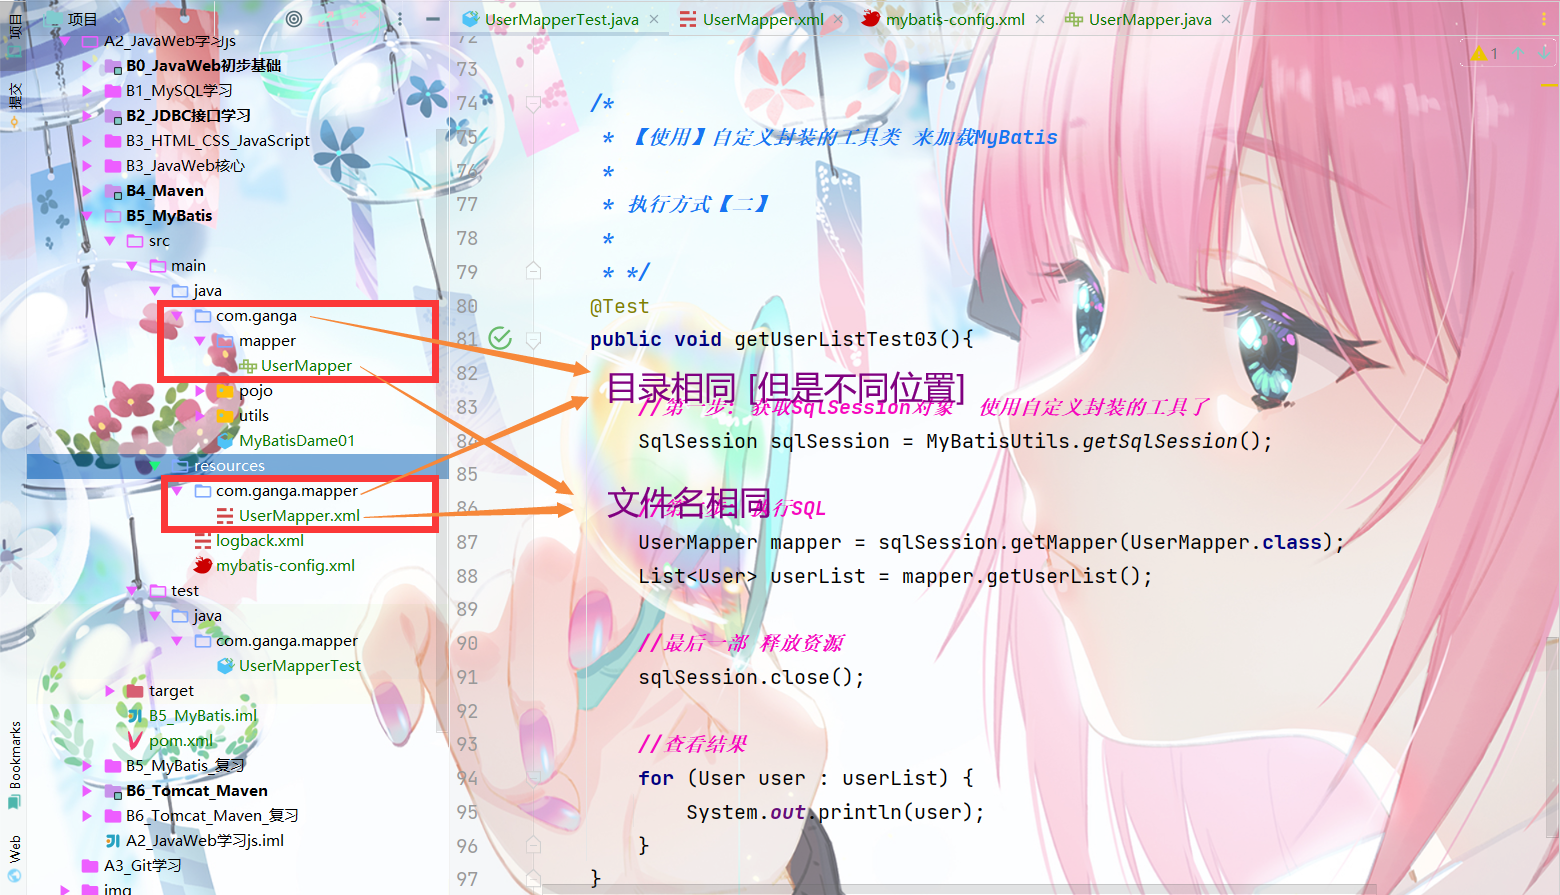 项目
UserMapperTest.java
UserMapper.xml
mybatis-config.xml
UserMapper.java
项目
提交
Bookmarks
Web
A2_JavaWeb学习js
B0_JavaWeb初步基础
B1_MySQL学习
B2_JDBC接口学习
B3_HTML_CSS_JavaScript
B3_JavaWeb核心
B4_Maven
B5_MyBatis
src
main
java
com.ganga
mapper
UserMapper
pojo
utils
MyBatisDame01
resources
com.ganga.mapper
UserMapper.xml
logback.xml
mybatis-config.xml
test
java
com.ganga.mapper
UserMapperTest
target
B5_MyBatis.iml
pom.xml
B5_MyBatis_复习
B6_Tomcat_Maven
B6_Tomcat_Maven_复习
A2_JavaWeb学习js.iml
A3_Git学习
img
1
72
73
74 /*
75 * 【使用】自定义封装的工具类 来加载MyBatis
76 *
77 * 执行方式【二】
78 *
79 * */
80 @Test
81 public void getUserListTest03(){
82
目录相同 [但是不同位置]
83 //第一步: 获取SqlSession对象 使用自定义封装的工具了
84 SqlSession sqlSession = MyBatisUtils.getSqlSession();
85
文件名相同
86 //第 执行SQL
87 UserMapper mapper = sqlSession.getMapper(UserMapper.class);
88 List<User> userList = mapper.getUserList();
89
90 //最后一部 释放资源
91 sqlSession.close();
92
93 //查看结果
94 for (User user : userList) {
95 System.out.println(user);
96 }
97 }